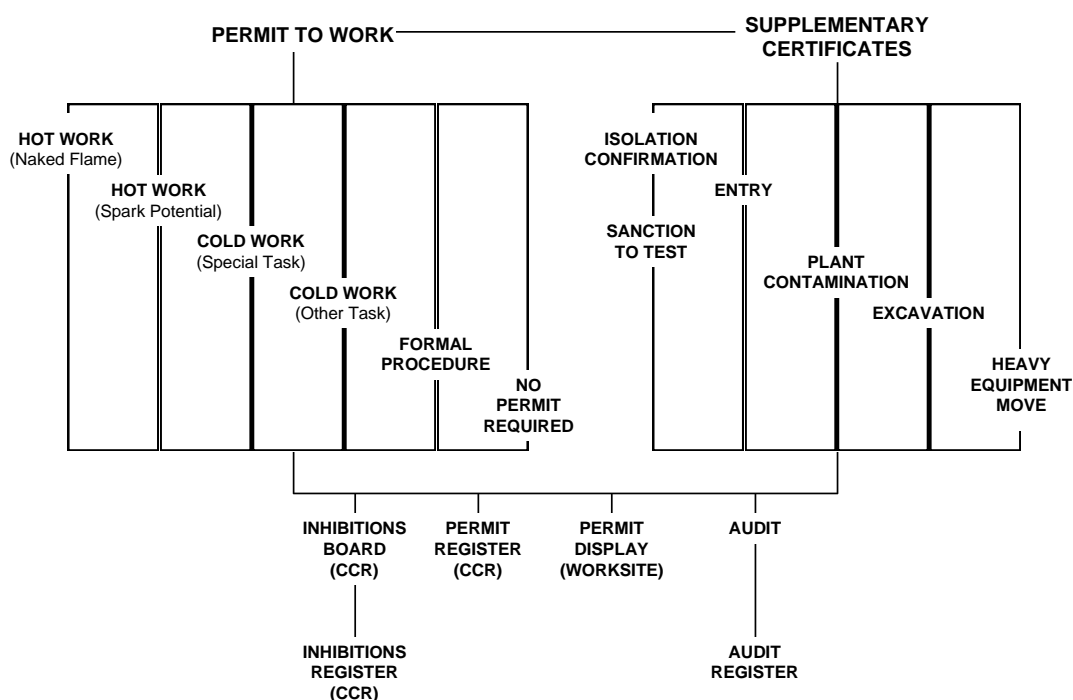 PERMIT TO WORK
SUPPLEMENTARY
CERTIFICATES
HOT WORK
(Naked Flame)
HOT WORK
(Spark Potential)
COLD WORK
(Special Task)
COLD WORK
(Other Task)
FORMAL
PROCEDURE
NO
PERMIT
REQUIRED
ISOLATION
CONFIRMATION
ENTRY
SANCTION
TO TEST
PLANT
CONTAMINATION
EXCAVATION
HEAVY
EQUIPMENT
MOVE
INHIBITIONS
BOARD
(CCR)
PERMIT
REGISTER
(CCR)
PERMIT
DISPLAY
(WORKSITE)
AUDIT
INHIBITIONS
REGISTER
(CCR)
AUDIT
REGISTER